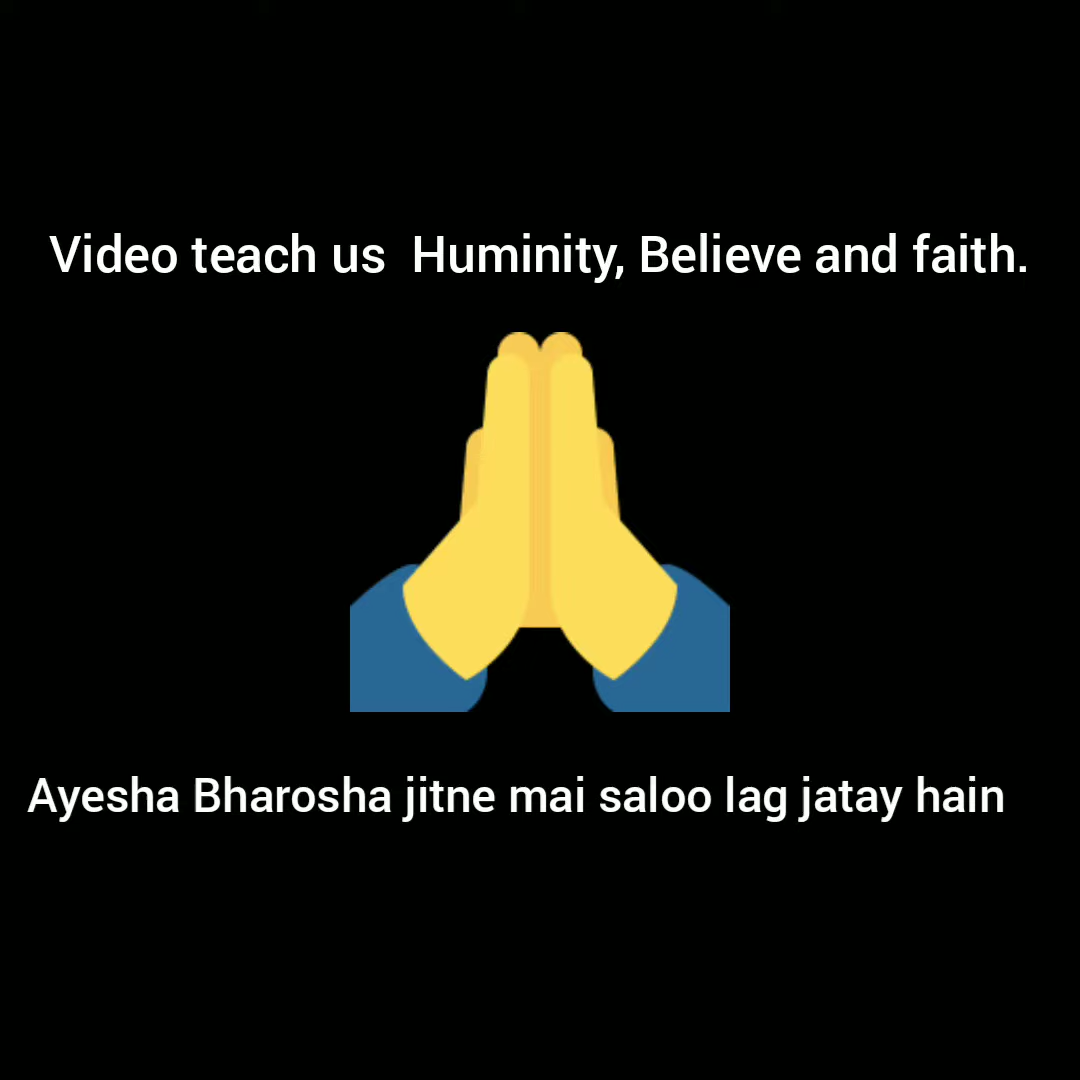 Video teach us  Huminity, Believe and faith.
Ayesha Bharosha jitne mai saloo lag jatay hain